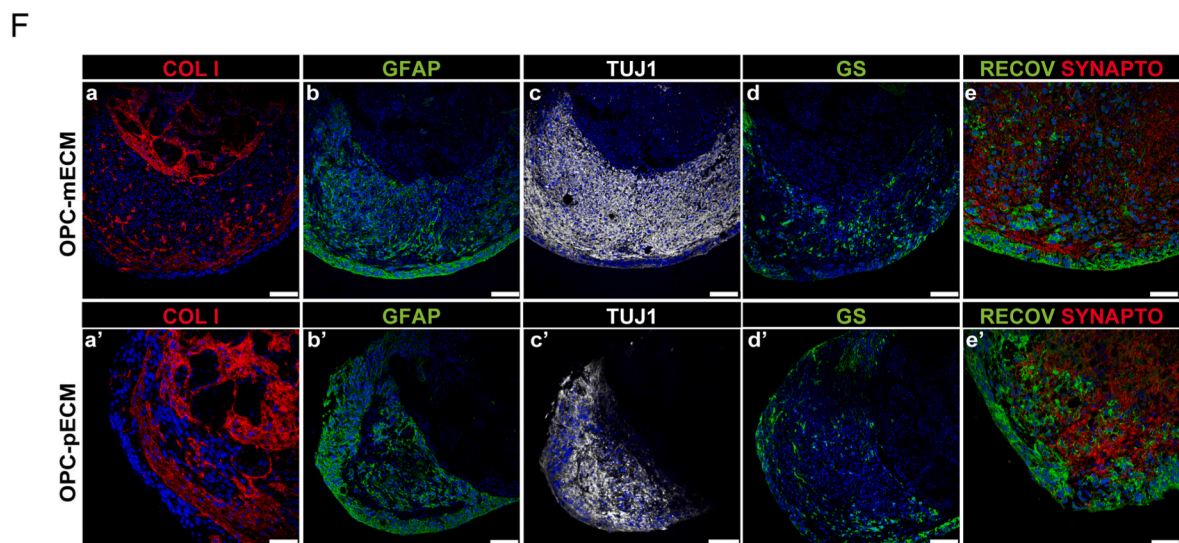 F
COL I GFAP TUJ1 GS RECOV SYNAPTO
OPC-mECM
a b c d e
COL I GFAP TUJ1 GS RECOV SYNAPTO
OPC-pECM
a’ b’ c’ d’ e’